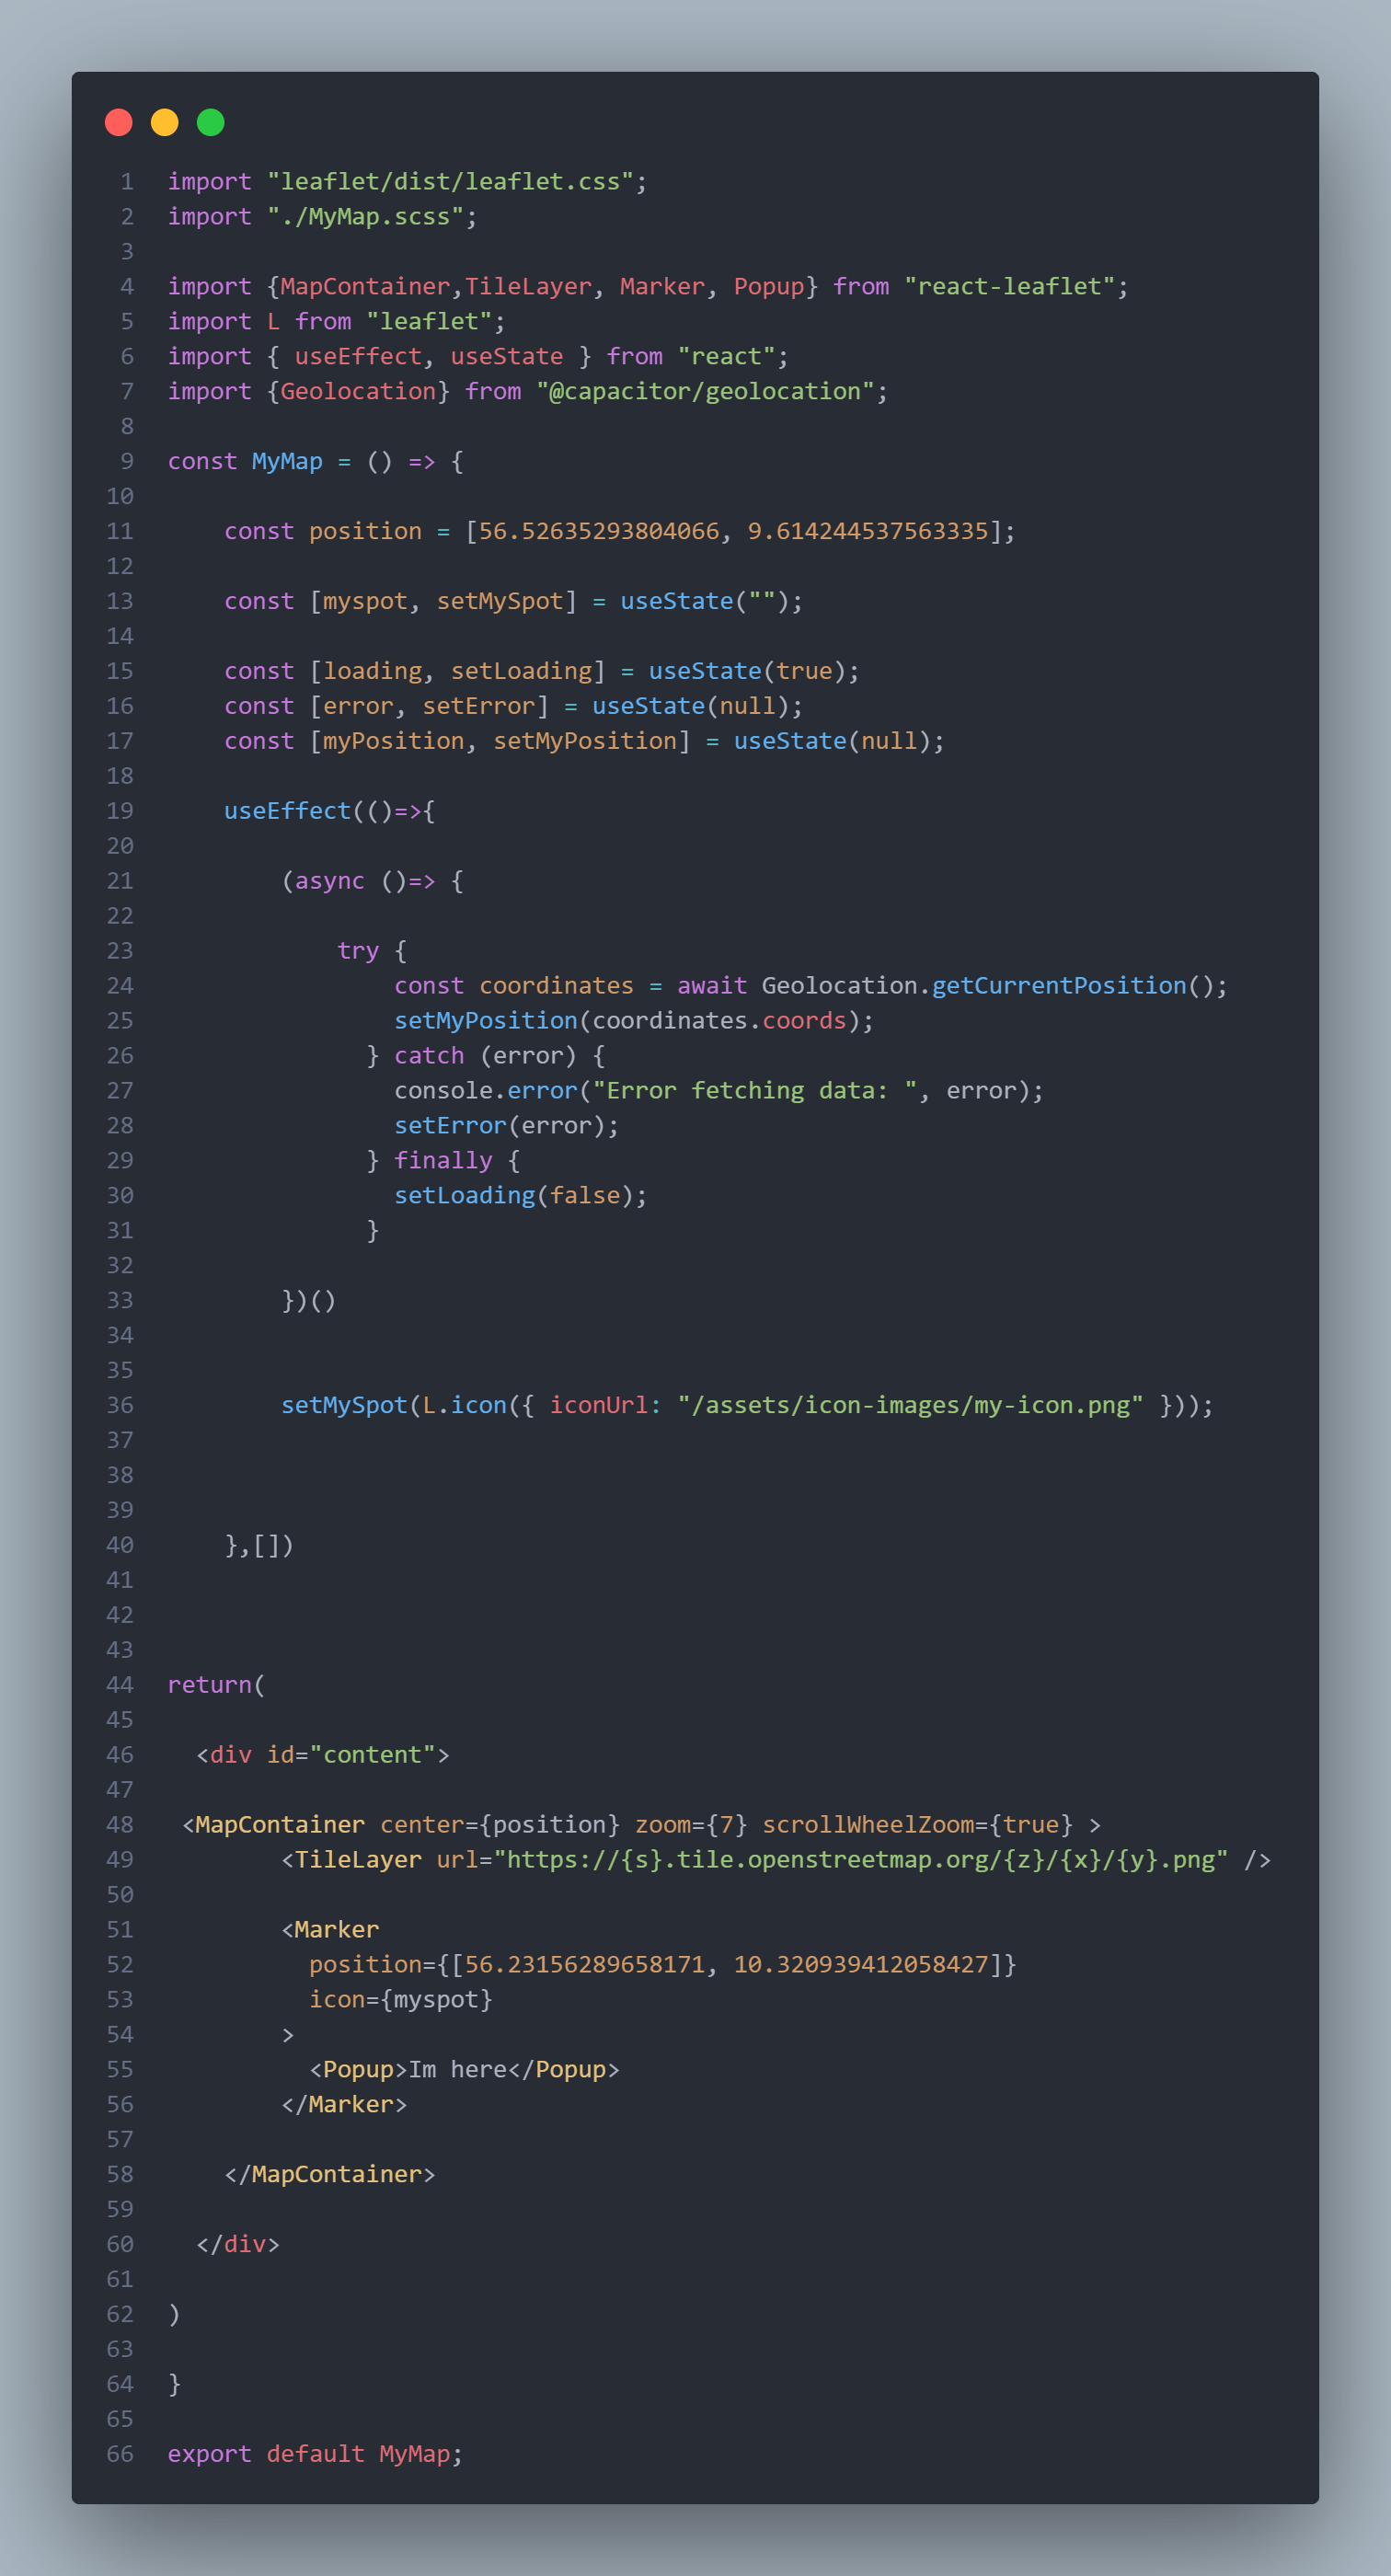 1 import "leaflet/dist/leaflet.css";
2 import "./MyMap.scss";
3
4 import {MapContainer,TileLayer, Marker, Popup} from "react-leaflet";
5 import L from "leaflet";
6 import { useEffect, useState } from "react";
7 import {Geolocation} from "@capacitor/geolocation";
8
9 const MyMap = () => {
10
11     const position = [56.52635293804066, 9.614244537563335];
12
13     const [myspot, setMySpot] = useState("");
14
15     const [loading, setLoading] = useState(true);
16     const [error, setError] = useState(null);
17     const [myPosition, setMyPosition] = useState(null);
18
19     useEffect(()=>{
20
21         (async ()=> {
22
23             try {
24                 const coordinates = await Geolocation.getCurrentPosition();
25                 setMyPosition(coordinates.coords);
26               } catch (error) {
27                 console.error("Error fetching data: ", error);
28                 setError(error);
29               } finally {
30                 setLoading(false);
31               }
32
33         })()
34
35
36         setMySpot(L.icon({ iconUrl: "/assets/icon-images/my-icon.png" }));
37
38
39
40     },[])
41
42
43
44 return(
45
46   <div id="content">
47
48  <MapContainer center={position} zoom={7} scrollWheelZoom={true} >
49         <TileLayer url="https://{s}.tile.openstreetmap.org/{z}/{x}/{y}.png" />
50
51         <Marker
52           position={[56.23156289658171, 10.320939412058427]}
53           icon={myspot}
54         >
55           <Popup>Im here</Popup>
56         </Marker>
57
58     </MapContainer>
59
60   </div>
61
62 )
63
64 }
65
66 export default MyMap;